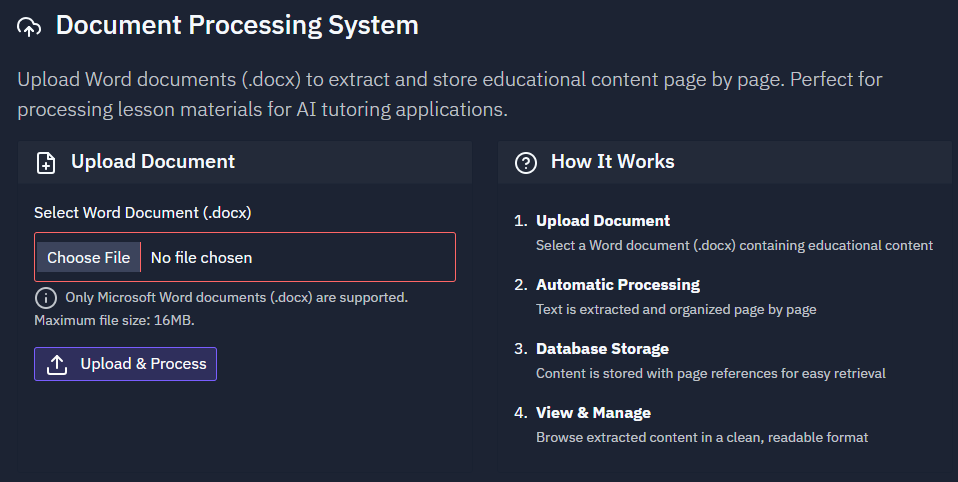 Document Processing System
Upload Word documents (.docx) to extract and store educational content page by page. Perfect for
processing lesson materials for AI tutoring applications.
Upload Document
Select Word Document (.docx)
Choose File No file chosen
Only Microsoft Word documents (.docx) are supported.
Maximum file size: 16MB.
Upload & Process
How It Works
1. Upload Document
Select a Word document (.docx) containing educational content
2. Automatic Processing
Text is extracted and organized page by page
3. Database Storage
Content is stored with page references for easy retrieval
4. View & Manage
Browse extracted content in a clean, readable format